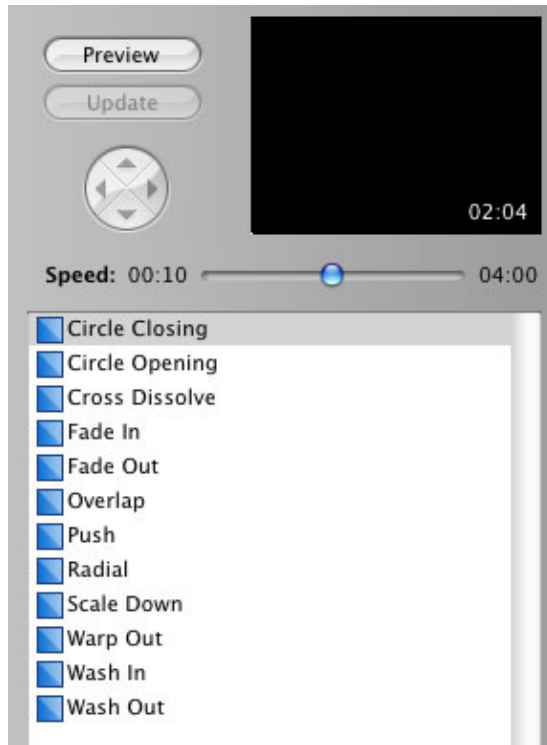 Preview
Update
02:04
Speed: 00:10 04:00
Circle Closing
Circle Opening
Cross Dissolve
Fade In
Fade Out
Overlap
Push
Radial
Scale Down
Warp Out
Wash In
Wash Out